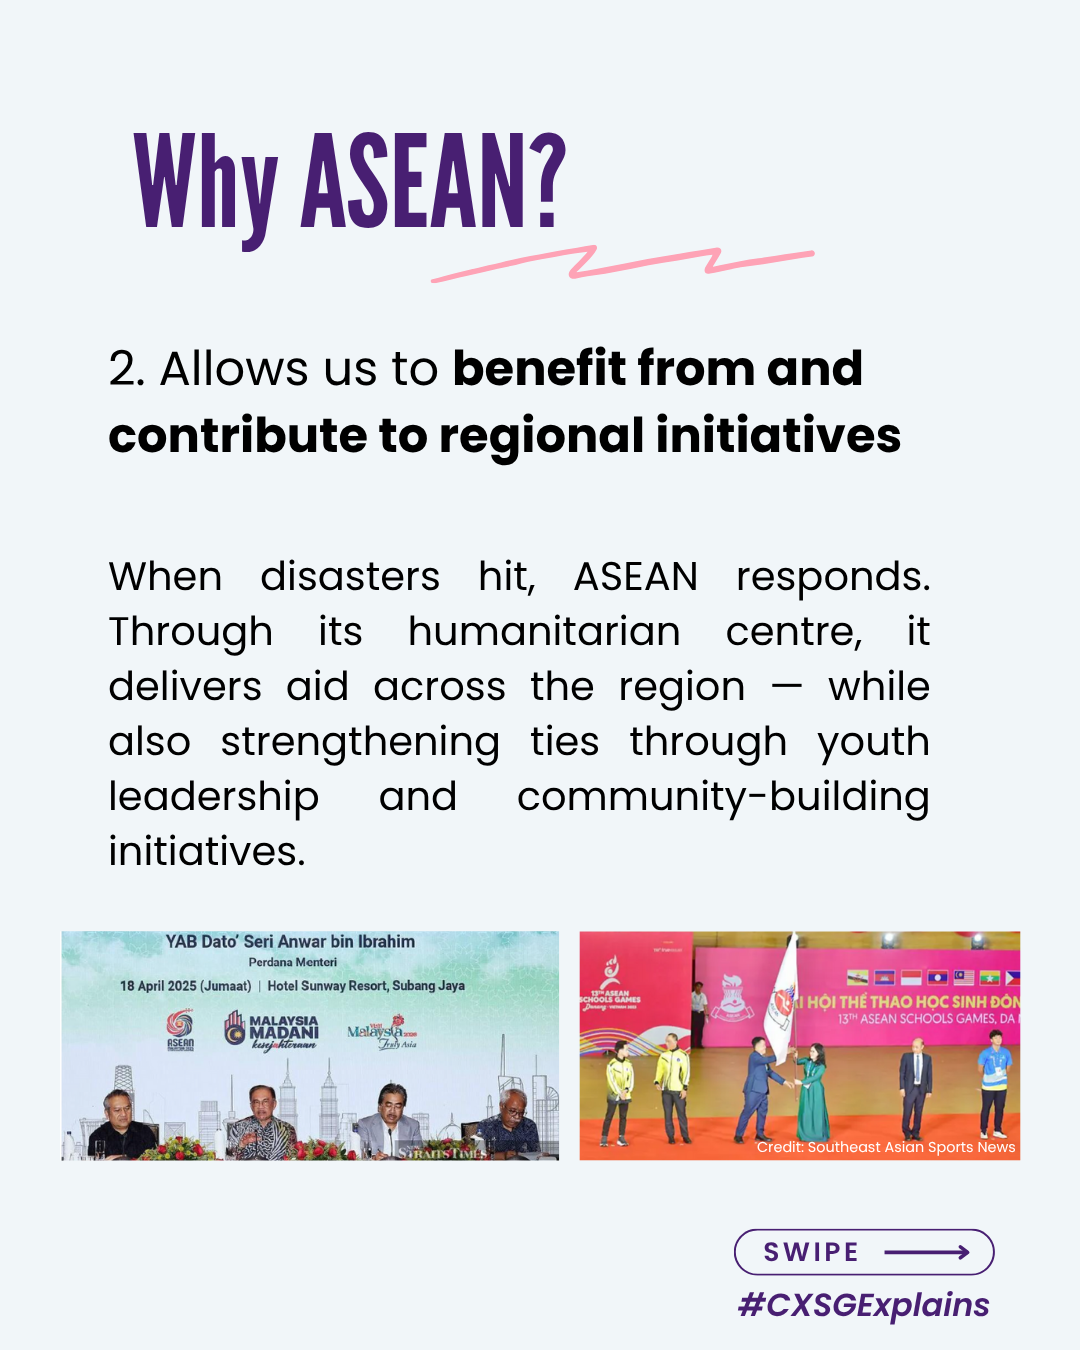 Why ASEAN?
2. Allows us to benefit from and
contribute to regional initiatives
When disasters hit, ASEAN responds.
Through its humanitarian centre, it
delivers aid across the region — while
also strengthening ties through youth
leadership and community-building
initiatives.
YAB Dato' Seri Anwar bin Ibrahim
Perdana Menteri
18 April 2025 (Jumaat) | Hotel Sunway Resort, Subang Jaya
ASEAN
MALAYSIA
MADANI
kesejahteraan
Malaysia
Truly Asia
STRAITS TIMES
13TH ASEAN
SCHOOLS GAMES
I HỘI THỂ THAO HỌC SINH ĐÔN
13TH ASEAN SCHOOLS GAMES, DA
Credit: Southeast Asian Sports News
SWIPE
#CXSGExplains